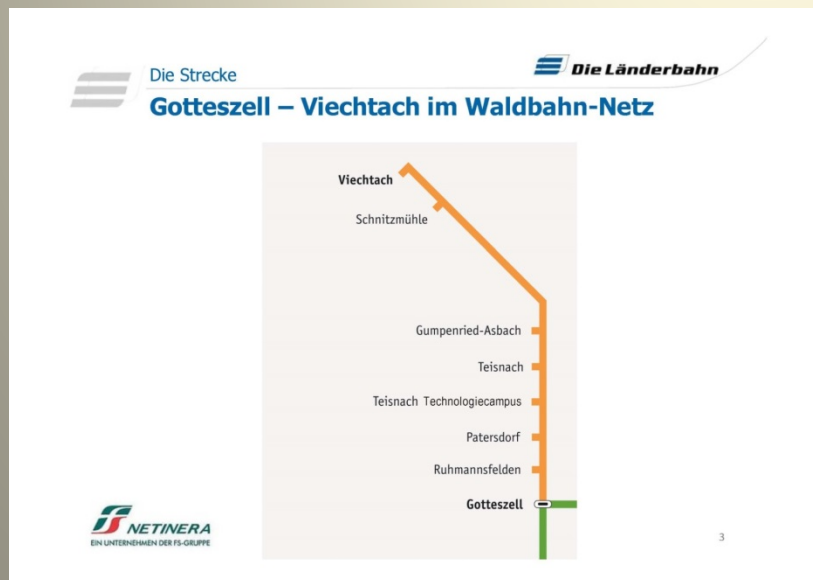 Die Strecke
Die Länderbahn
Gotteszell – Viechtach im Waldbahn-Netz
Viechtach
Schnitzmühle
Gumpenried-Asbach
Teisnach
Teisnach Technologiecampus
Patersdorf
Ruhmannsfelden
Gotteszell
FS NETINERA
EIN UNTERNEHMEN DER FS-GRUPPE
3